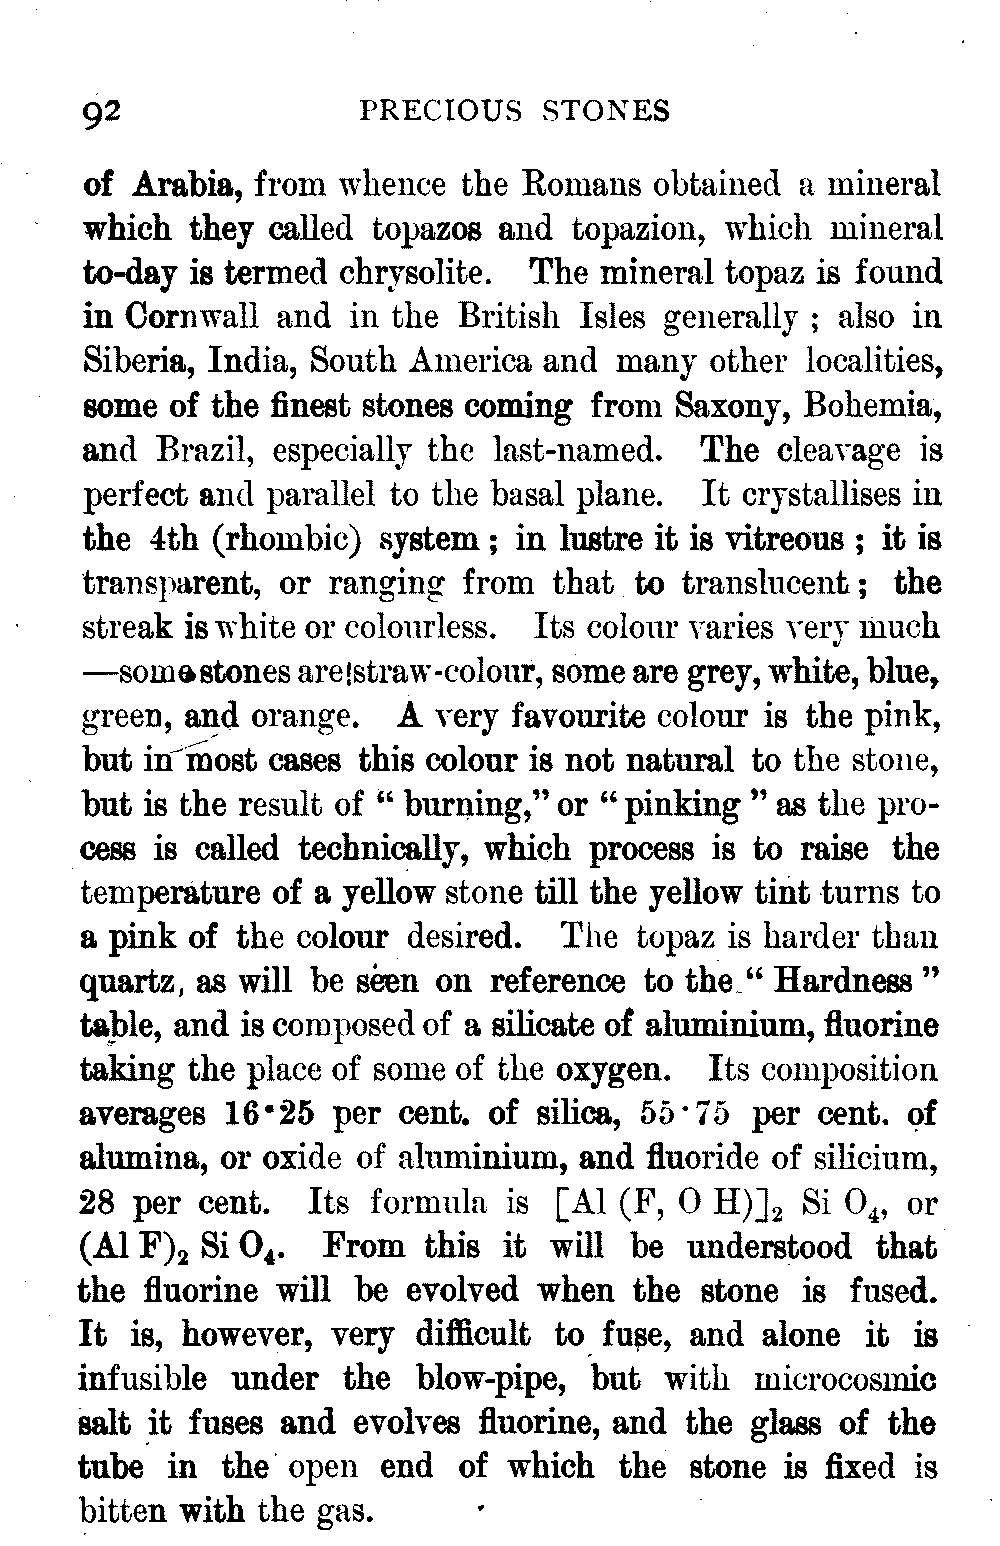 92 PRECIOUS STONES
of Arabia, from whence the Romans obtained a mineral
which they called topazos and topazion, which mineral
to-day is termed chrysolite. The mineral topaz is found
in Cornwall and in the British Isles generally ; also in
Siberia, India, South America and many other localities,
some of the finest stones coming from Saxony, Bohemia,
and Brazil, especially the last-named. The cleavage is
perfect and parallel to the basal plane. It crystallises in
the 4th (rhombic) system ; in lustre it is vitreous ; it is
transparent, or ranging from that to translucent ; the
streak is white or colourless. Its colour varies very much
—some stones are straw-colour, some are grey, white, blue,
green, and orange. A very favourite colour is the pink,
but in most cases this colour is not natural to the stone,
but is the result of “ burning,” or “ pinking ” as the pro-
cess is called technically, which process is to raise the
temperature of a yellow stone till the yellow tint turns to
a pink of the colour desired. The topaz is harder than
quartz, as will be seen on reference to the “ Hardness ”
table, and is composed of a silicate of aluminium, fluorine
taking the place of some of the oxygen. Its composition
averages 16·25 per cent. of silica, 55·75 per cent. of
alumina, or oxide of aluminium, and fluoride of silicium,
28 per cent. Its formula is [Al (F, O H)]₂ Si O₄, or
(Al F)₂ Si O₄. From this it will be understood that
the fluorine will be evolved when the stone is fused.
It is, however, very difficult to fuse, and alone it is
infusible under the blow-pipe, but with microcosmic
salt it fuses and evolves fluorine, and the glass of the
tube in the open end of which the stone is fixed is
bitten with the gas.